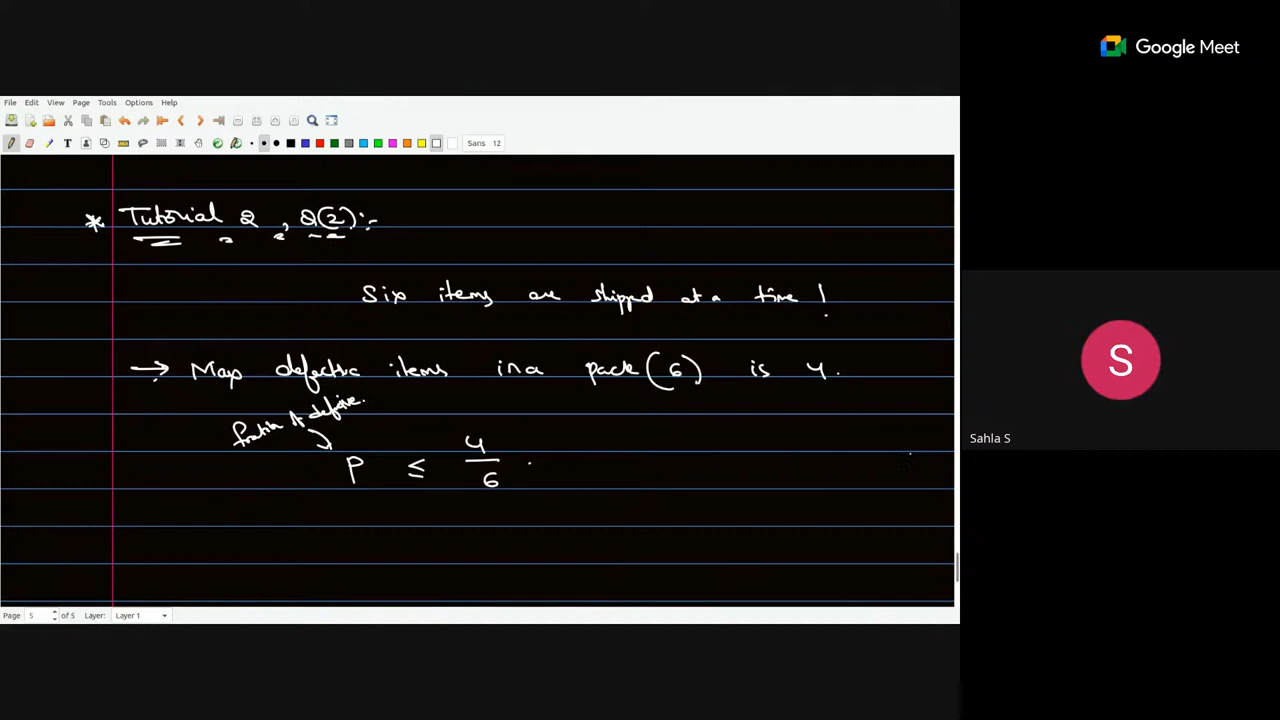 Google Meet
File Edit View Page Tools Options Help
Sans 12
* Tutorial 2, Q(2):-
Six items are shipped at a time!
→ Max defective items in a pack(6) is 4.
fraction of defective.
P ≤ 4/6
S
Sahla S
Page 5 of 5 Layer: Layer 1